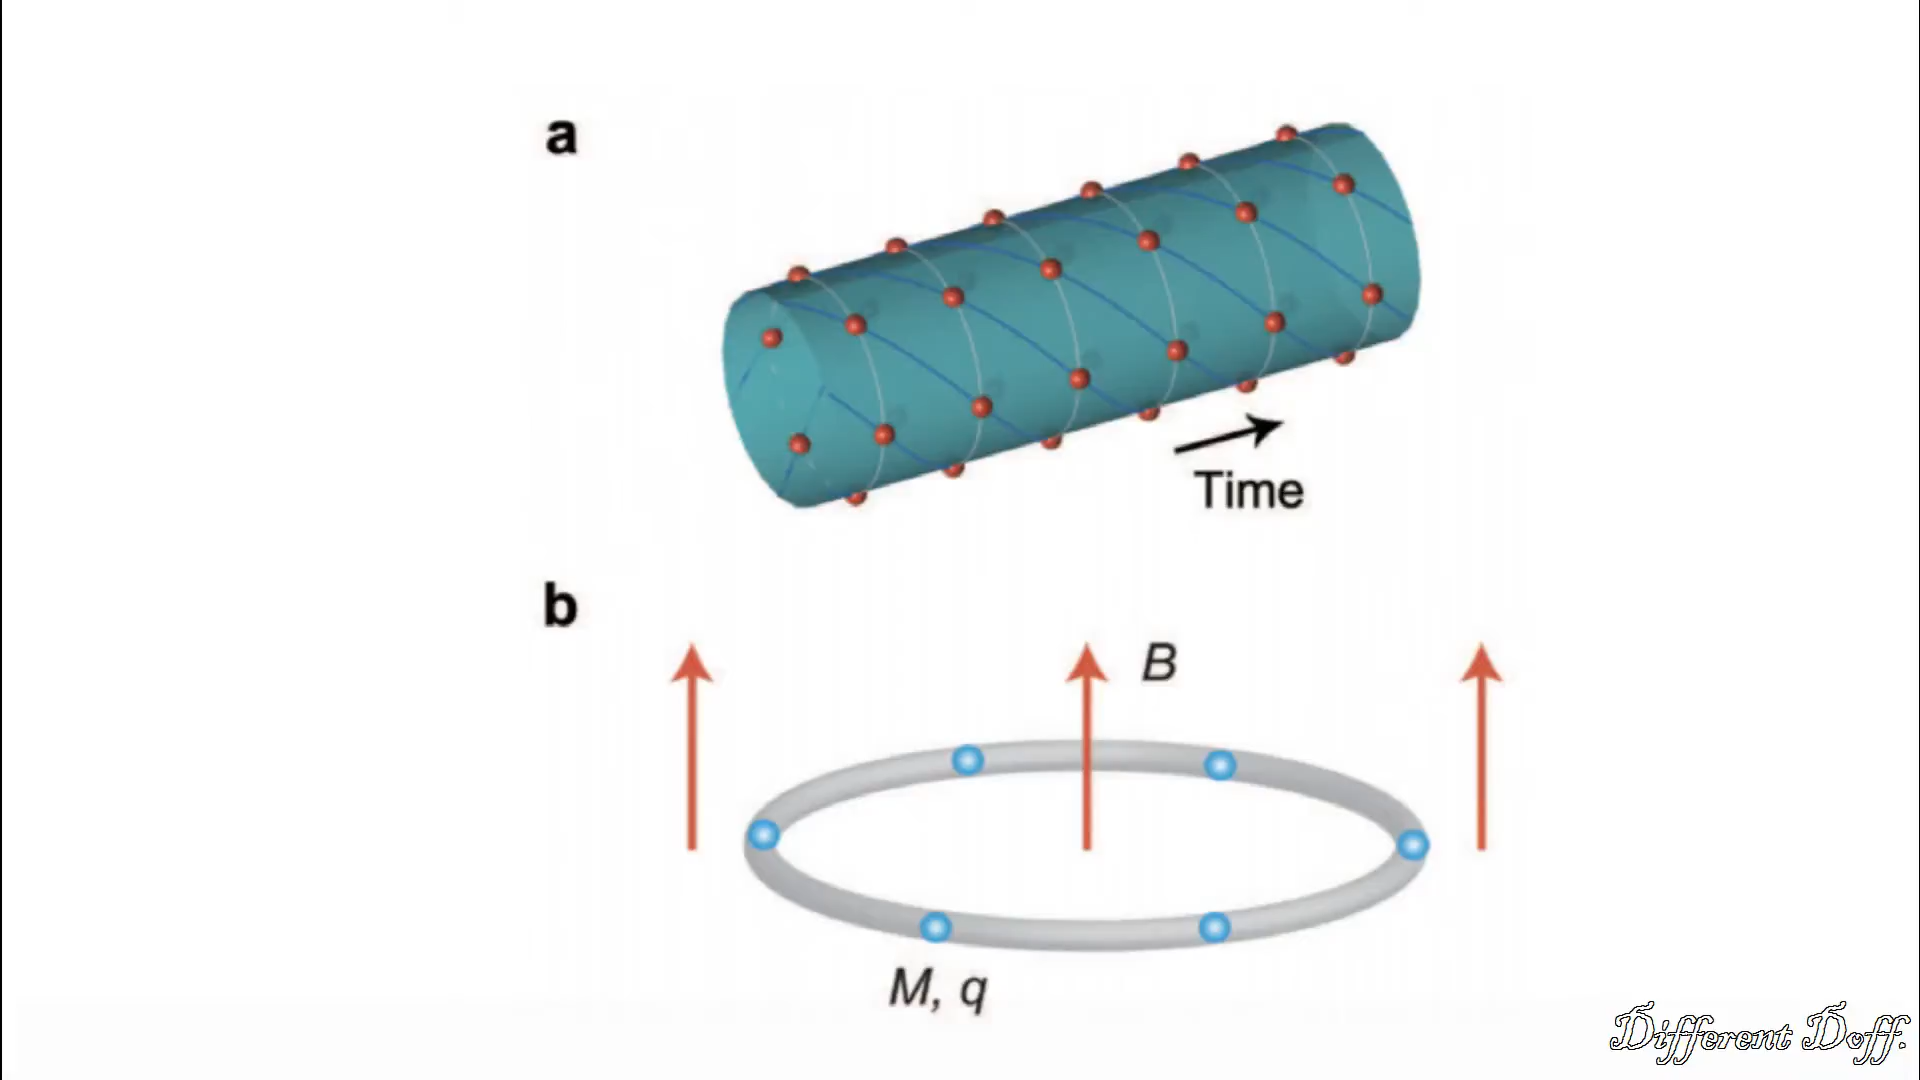 a
Time
b
B
M, q
Different Doff.